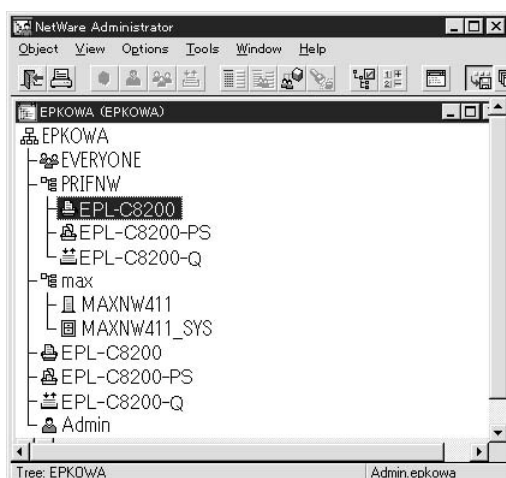 NetWare Administrator
Object View Options Tools Window Help
EPKOWA (EPKOWA)
EPKOWA
EVERYONE
PRIFNW
EPL-C8200
EPL-C8200-PS
EPL-C8200-Q
max
MAXNW411
MAXNW411_SYS
EPL-C8200
EPL-C8200-PS
EPL-C8200-Q
Admin
Tree: EPKOWA Admin.epkowa